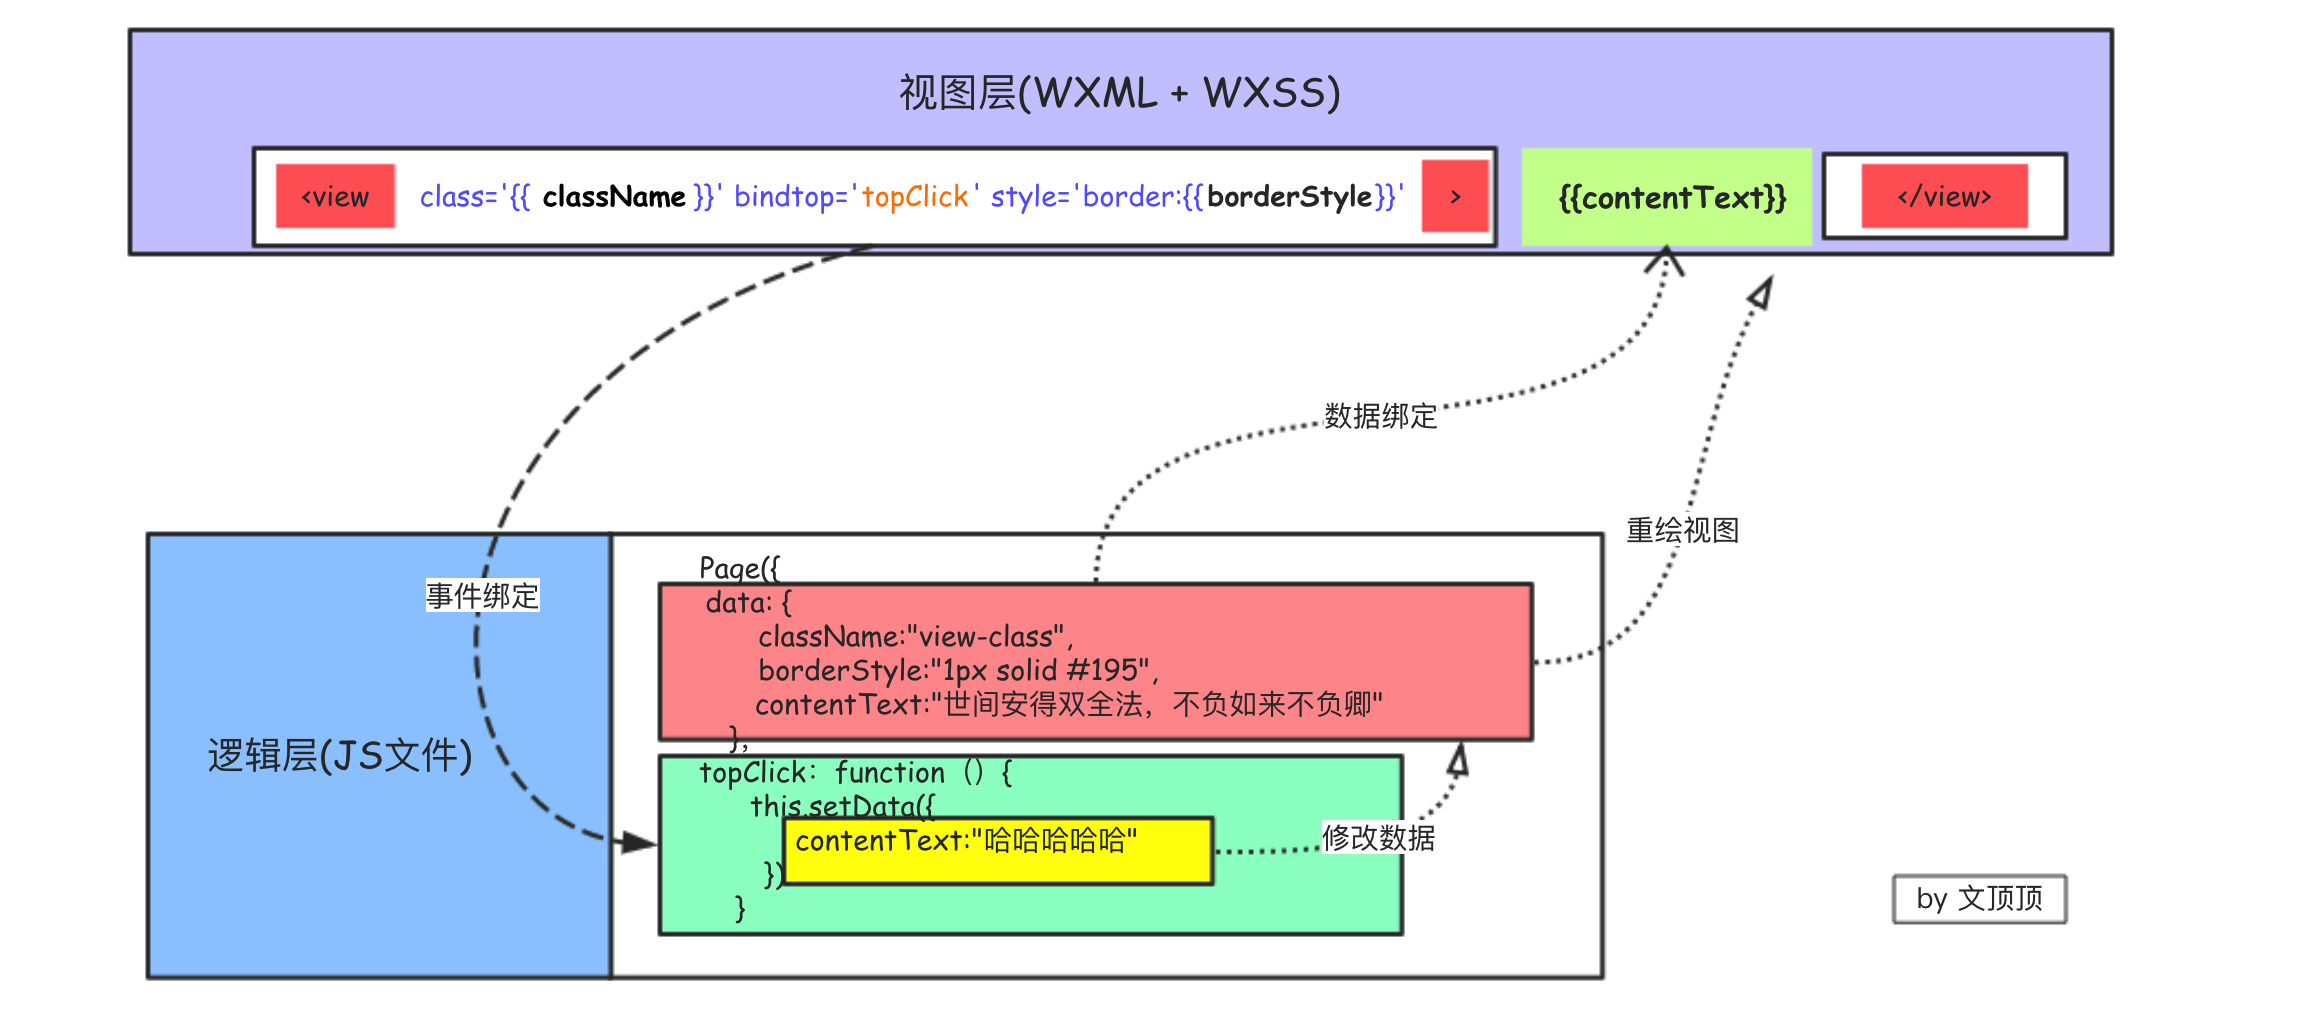 视图层(WXML + WXSS)
<view class='{{ className }}' bindtop='topClick' style='border:{{borderStyle}}' > {{contentText}} </view>
数据绑定
重绘视图
事件绑定
逻辑层(JS文件)
Page({
data: {
className:"view-class",
borderStyle:"1px solid #195",
contentText:"世间安得双全法，不负如来不负卿"
},
topClick: function () {
this.setData({
contentText:"哈哈哈哈哈"
})
}
修改数据
by 文顶顶